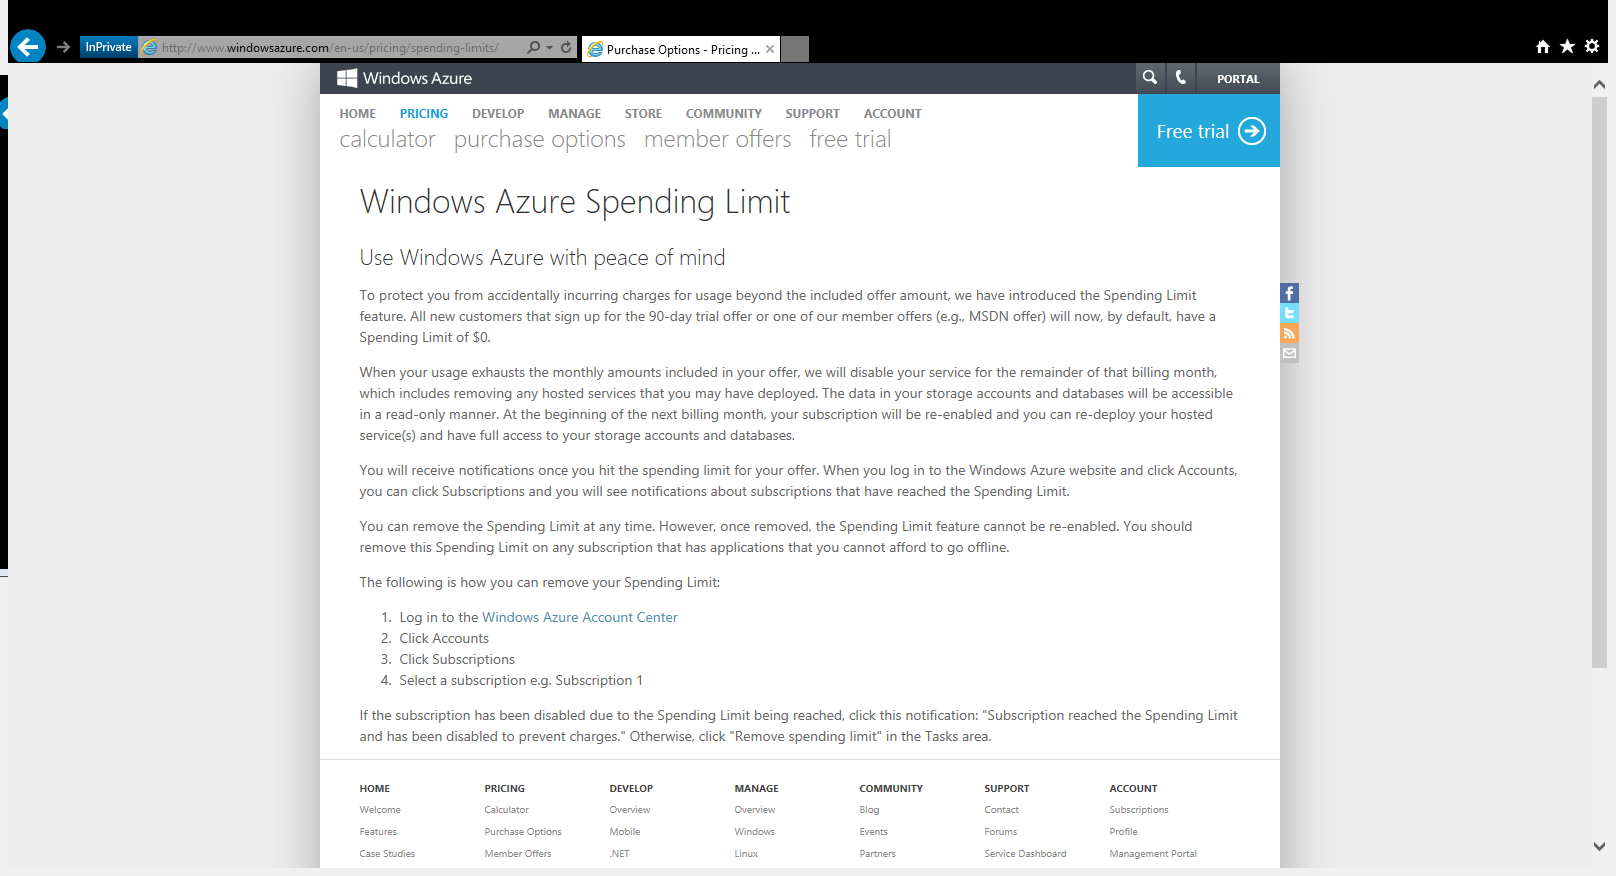 InPrivate
http://www.windowsazure.com/en-us/pricing/spending-limits/
Purchase Options - Pricing ...
Windows Azure
PORTAL
HOME PRICING DEVELOP MANAGE STORE COMMUNITY SUPPORT ACCOUNT
calculator purchase options member offers free trial
Free trial
Windows Azure Spending Limit
Use Windows Azure with peace of mind
To protect you from accidentally incurring charges for usage beyond the included offer amount, we have introduced the Spending Limit
feature. All new customers that sign up for the 90-day trial offer or one of our member offers (e.g., MSDN offer) will now, by default, have a
Spending Limit of $0.
When your usage exhausts the monthly amounts included in your offer, we will disable your service for the remainder of that billing month,
which includes removing any hosted services that you may have deployed. The data in your storage accounts and databases will be accessible
in a read-only manner. At the beginning of the next billing month, your subscription will be re-enabled and you can re-deploy your hosted
service(s) and have full access to your storage accounts and databases.
You will receive notifications once you hit the spending limit for your offer. When you log in to the Windows Azure website and click Accounts,
you can click Subscriptions and you will see notifications about subscriptions that have reached the Spending Limit.
You can remove the Spending Limit at any time. However, once removed, the Spending Limit feature cannot be re-enabled. You should
remove this Spending Limit on any subscription that has applications that you cannot afford to go offline.
The following is how you can remove your Spending Limit:
1. Log in to the Windows Azure Account Center
2. Click Accounts
3. Click Subscriptions
4. Select a subscription e.g. Subscription 1
If the subscription has been disabled due to the Spending Limit being reached, click this notification: "Subscription reached the Spending Limit
and has been disabled to prevent charges." Otherwise, click "Remove spending limit" in the Tasks area.
HOME PRICING DEVELOP MANAGE COMMUNITY SUPPORT ACCOUNT
Welcome Calculator Overview Overview Blog Contact Subscriptions
Features Purchase Options Mobile Windows Events Forums Profile
Case Studies Member Offers .NET Linux Partners Service Dashboard Management Portal